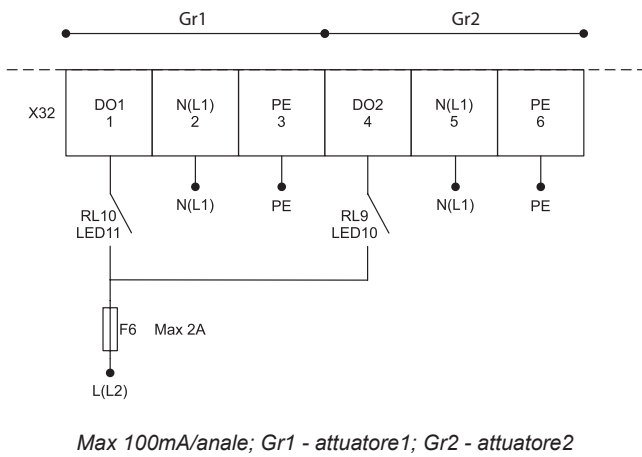 Gr1 Gr2
X32 DO1 N(L1) PE DO2 N(L1) PE
1 2 3 4 5 6
N(L1) PE N(L1) PE
RL10 RL9
LED11 LED10
F6 Max 2A
L(L2)
Max 100mA/anale; Gr1 - attuatore1; Gr2 - attuatore2